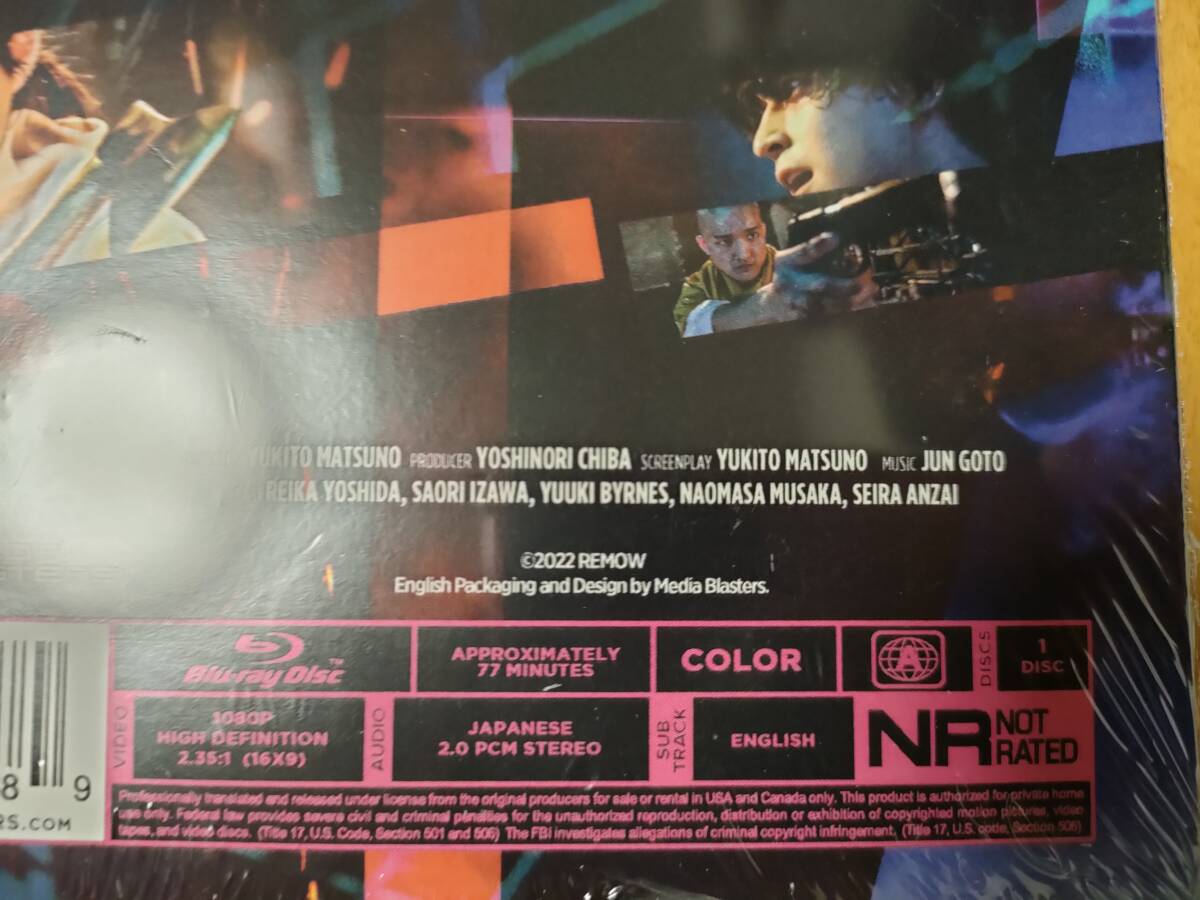 YUKITO MATSUNO PRODUCER YOSHINORI CHIBA SCREENPLAY YUKITO MATSUNO MUSIC JUN GOTO
REIKA YOSHIDA, SAORI IZAWA, YUUKI BYRNES, NAOMASA MUSAKA, SEIRA ANZAI
©2022 REMOW
English Packaging and Design by Media Blasters.
Blu-ray Disc™
APPROXIMATELY
77 MINUTES
COLOR
A
DISCS
1
DISC
VIDEO
1080P
HIGH DEFINITION
2.35:1 (16X9)
AUDIO
JAPANESE
2.0 PCM STEREO
SUB
TRACK
ENGLISH
NR NOT
RATED
8 9
RS.COM
Professionally translated and released under license from the original producers for sale or rental in USA and Canada only. This product is authorized for private home
use only. Federal law provides severe civil and criminal penalties for the unauthorized reproduction, distribution or exhibition of copyrighted motion pictures, video
tapes, and video discs. (Title 17, U.S. Code, Section 501 and 506) The FBI investigates allegations of criminal copyright infringement. (Title 17, U.S. code, Section 506)